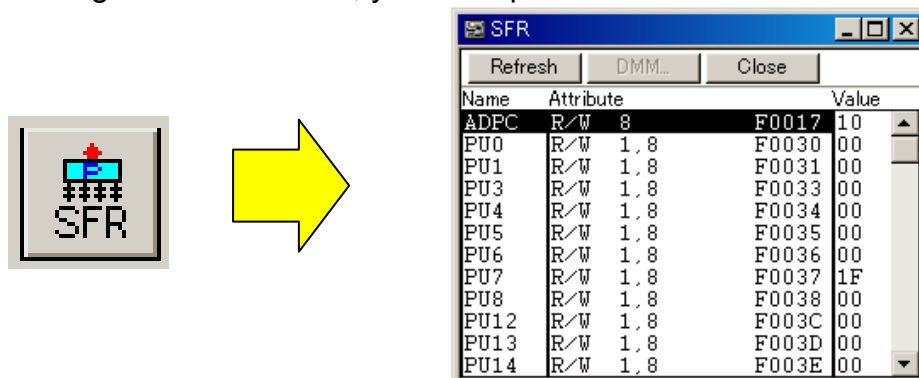 SFR
Refresh DMM... Close
Name Attribute Value
ADPC R/W 8 F0017 10
PU0 R/W 1,8 F0030 00
PU1 R/W 1,8 F0031 00
PU3 R/W 1,8 F0033 00
PU4 R/W 1,8 F0034 00
PU5 R/W 1,8 F0035 00
PU6 R/W 1,8 F0036 00
PU7 R/W 1,8 F0037 1F
PU8 R/W 1,8 F0038 00
PU12 R/W 1,8 F003C 00
PU13 R/W 1,8 F003D 00
PU14 R/W 1,8 F003E 00
P
SFR